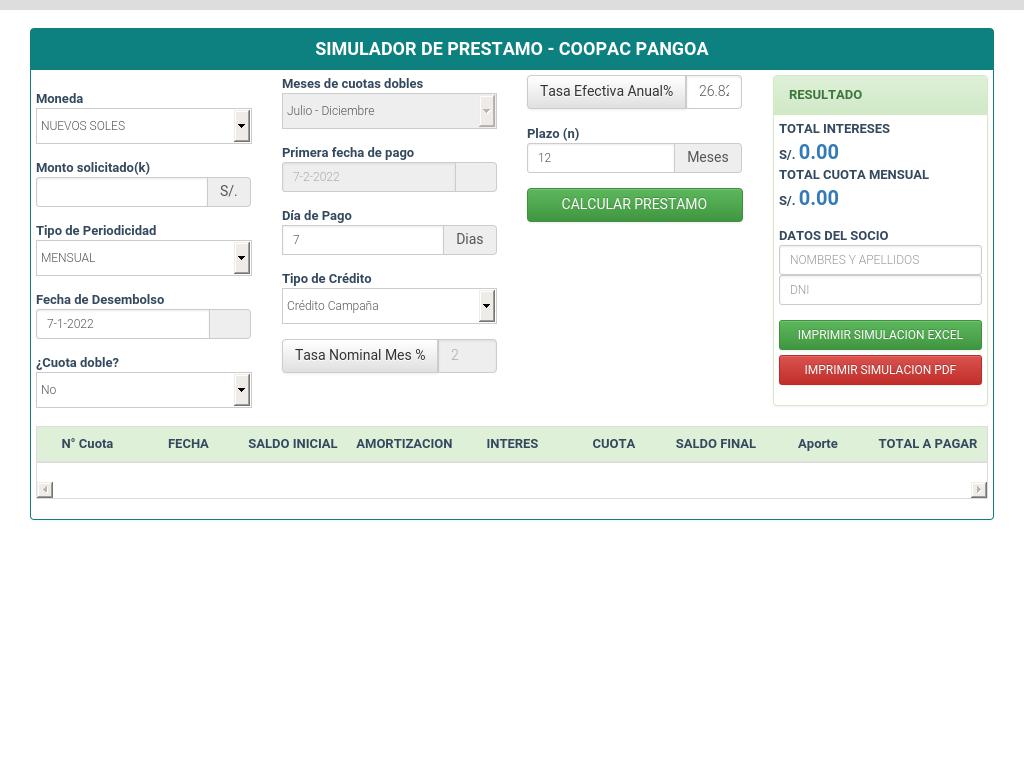 SIMULADOR DE PRESTAMO - COOPAC PANGOA
Moneda
NUEVOS SOLES
Monto solicitado(k)
S/.
Tipo de Periodicidad
MENSUAL
Fecha de Desembolso
7-1-2022
¿Cuota doble?
No
Meses de cuotas dobles
Julio - Diciembre
Primera fecha de pago
7-2-2022
Día de Pago
7 Dias
Tipo de Crédito
Crédito Campaña
Tasa Nominal Mes % 2
Tasa Efectiva Anual% 26.82
Plazo (n)
12 Meses
CALCULAR PRESTAMO
RESULTADO
TOTAL INTERESES
S/. 0.00
TOTAL CUOTA MENSUAL
S/. 0.00
DATOS DEL SOCIO
NOMBRES Y APELLIDOS
DNI
IMPRIMIR SIMULACION EXCEL
IMPRIMIR SIMULACION PDF
N° Cuota FECHA SALDO INICIAL AMORTIZACION INTERES CUOTA SALDO FINAL Aporte TOTAL A PAGAR